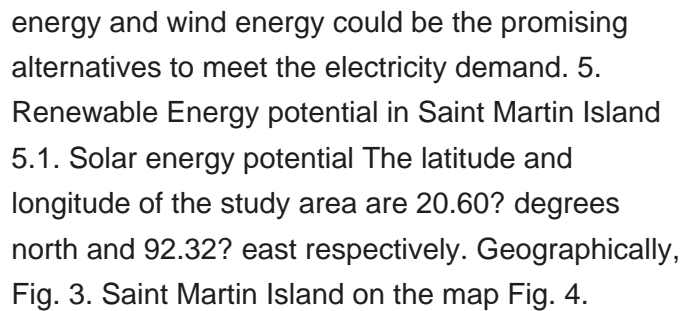 energy and wind energy could be the promising
alternatives to meet the electricity demand. 5.
Renewable Energy potential in Saint Martin Island
5.1. Solar energy potential The latitude and
longitude of the study area are 20.60? degrees
north and 92.32? east respectively. Geographically,
Fig. 3. Saint Martin Island on the map Fig. 4.